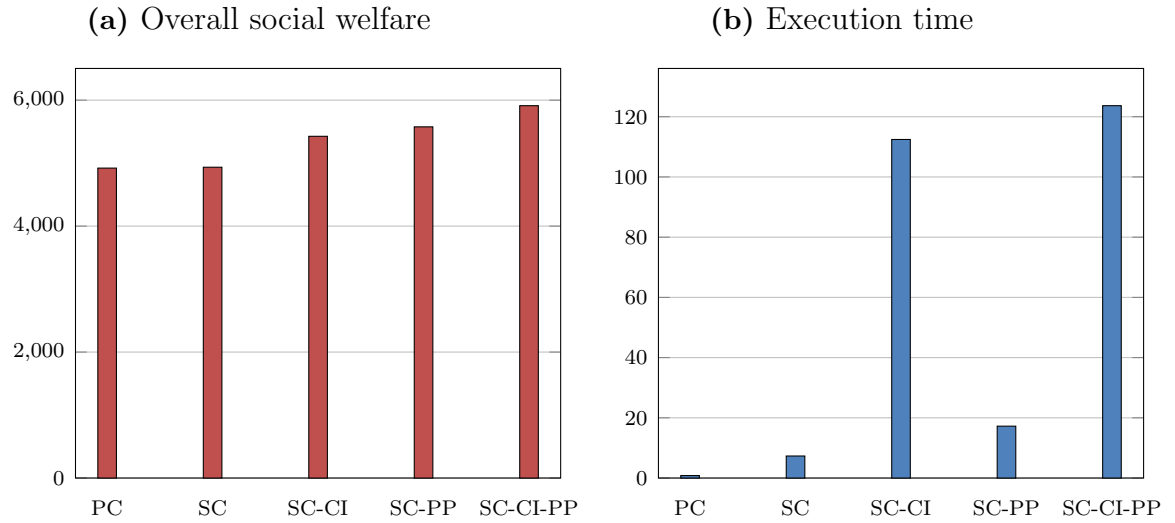 (a) Overall social welfare
6,000
4,000
2,000
0
PC SC SC-CI SC-PP SC-CI-PP
(b) Execution time
120
100
80
60
40
20
0
PC SC SC-CI SC-PP SC-CI-PP